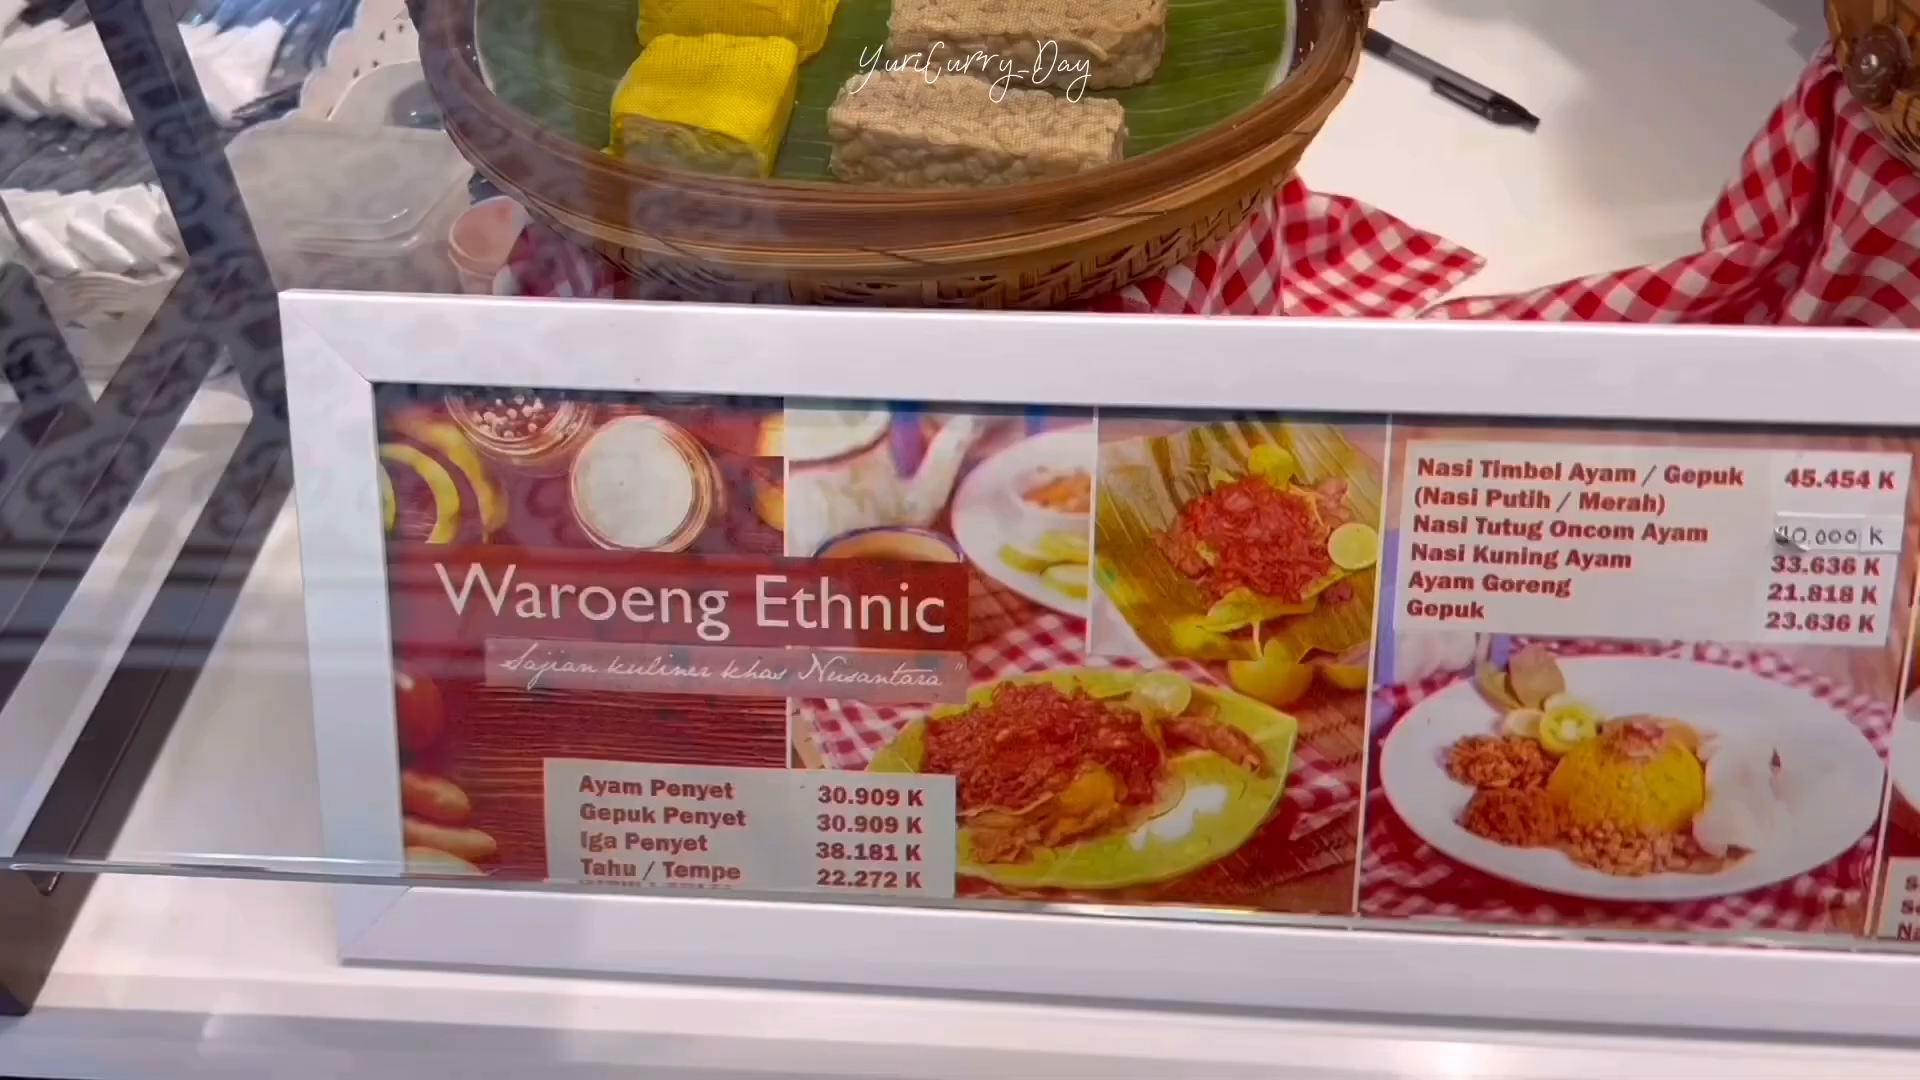 YuriCurry_Day
Waroeng Ethnic
Sajian kuliner khas Nusantara"
Ayam Penyet 30.909 K
Gepuk Penyet 30.909 K
Iga Penyet 38.181 K
Tahu / Tempe 22.272 K
Nasi Timbel Ayam / Gepuk 45.454 K
(Nasi Putih / Merah)
Nasi Tutug Oncom Ayam 40.000 K
Nasi Kuning Ayam 33.636 K
Ayam Goreng 21.818 K
Gepuk 23.636 K